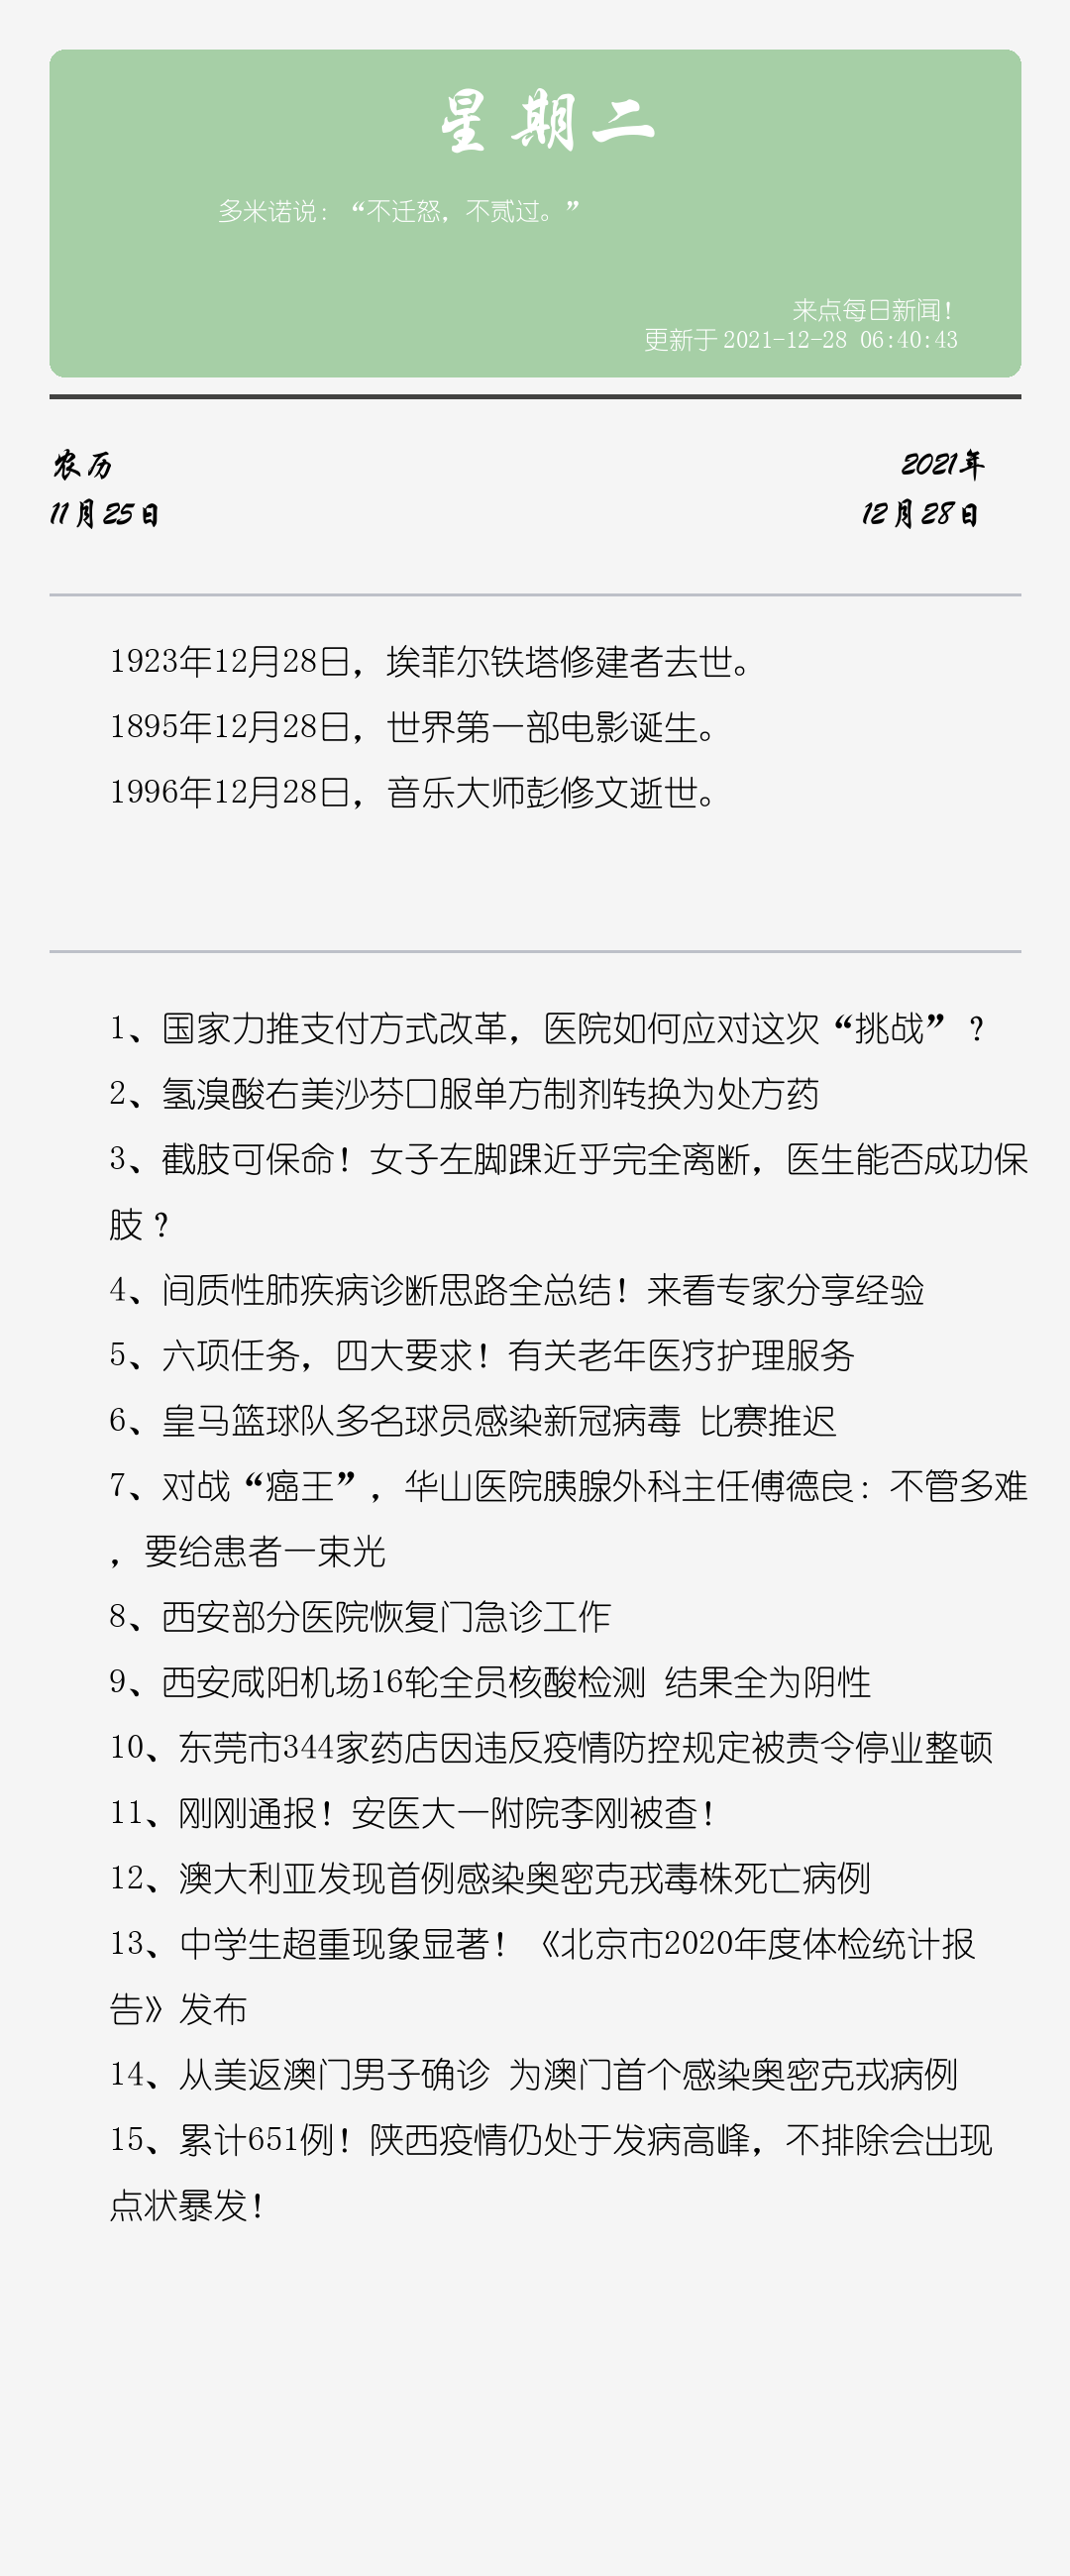 星期二
多米诺说：“不迁怒，不贰过。”
来点每日新闻！
更新于 2021-12-28 06:40:43
农历
2021年
11月25日
12月28日
1923年12月28日，埃菲尔铁塔修建者去世。
1895年12月28日，世界第一部电影诞生。
1996年12月28日，音乐大师彭修文逝世。
1、国家力推支付方式改革，医院如何应对这次“挑战”？
2、氢溴酸右美沙芬口服单方制剂转换为处方药
3、截肢可保命！女子左脚踝近乎完全离断，医生能否成功保
肢？
4、间质性肺疾病诊断思路全总结！来看专家分享经验
5、六项任务，四大要求！有关老年医疗护理服务
6、皇马篮球队多名球员感染新冠病毒 比赛推迟
7、对战“癌王”，华山医院胰腺外科主任傅德良：不管多难
，要给患者一束光
8、西安部分医院恢复门急诊工作
9、西安咸阳机场16轮全员核酸检测 结果全为阴性
10、东莞市344家药店因违反疫情防控规定被责令停业整顿
11、刚刚通报！安医大一附院李刚被查！
12、澳大利亚发现首例感染奥密克戎毒株死亡病例
13、中学生超重现象显著！《北京市2020年度体检统计报
告》发布
14、从美返澳门男子确诊 为澳门首个感染奥密克戎病例
15、累计651例！陕西疫情仍处于发病高峰，不排除会出现
点状暴发！